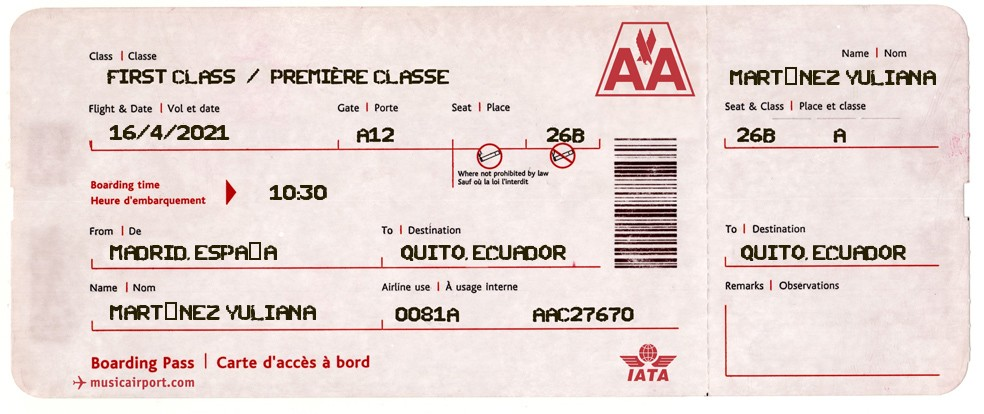 Class | Classe
FIRST CLASS / PREMIÈRE CLASSE
Flight & Date | Vol et date
Gate | Porte
Seat | Place
16/4/2021
A12
26B
Where not prohibited by law
Sauf où la loi l'interdit
Boarding time
Heure d'embarquement
10:30
From | De
To | Destination
MADRID, ESPA□A
QUITO, ECUADOR
Name | Nom
Airline use | À usage interne
MART□NEZ YULIANA
0081A
AAC27670
Boarding Pass | Carte d'accès à bord
musicairport.com
AA
IATA
Name | Nom
MART□NEZ YULIANA
Seat & Class | Place et classe
26B
A
To | Destination
QUITO, ECUADOR
Remarks | Observations